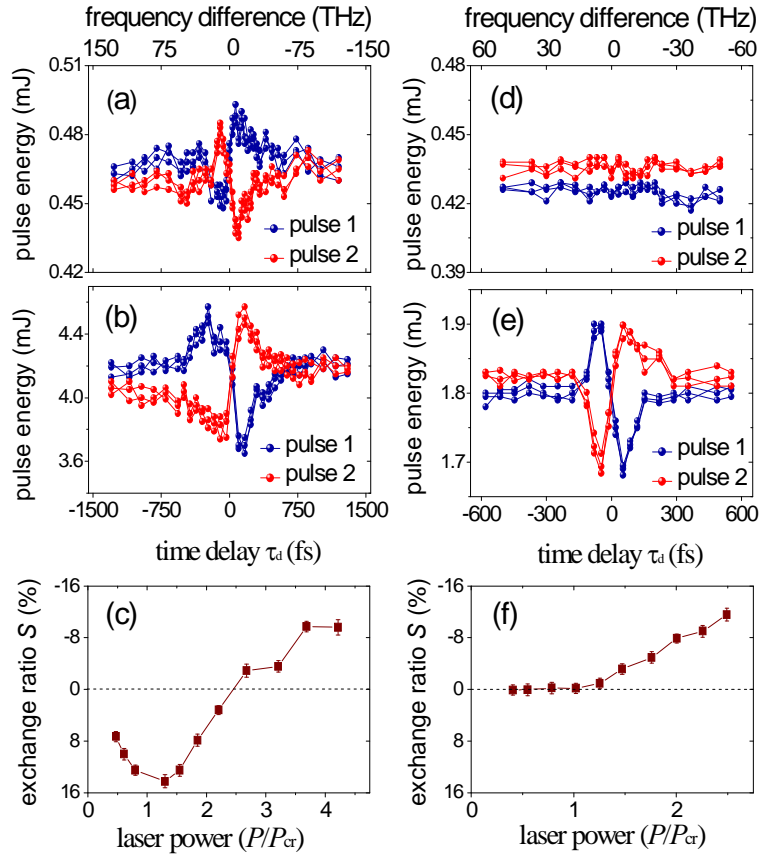 frequency difference (THz)
130 75 0 -75 -150
pulse energy (mJ)
0.51
0.48
0.45
0.42
(a)
pulse 1
pulse 2
pulse energy (mJ)
4.4
4.0
3.6
(b)
pulse 1
pulse 2
-1500 -750 0 750 1500
time delay τd (fs)
exchange ratio S (%)
-16
-8
0
8
16
(c)
0 1 2 3 4
laser power (P/Pcr)
frequency difference (THz)
60 30 0 -30 -60
pulse energy (mJ)
0.48
0.45
0.42
0.39
(d)
pulse 1
pulse 2
pulse energy (mJ)
1.9
1.8
1.7
(e)
pulse 1
pulse 2
-600 -300 0 300 600
time delay τd (fs)
exchange ratio S (%)
-16
-8
0
8
16
(f)
0 1 2
laser power (P/Pcr)